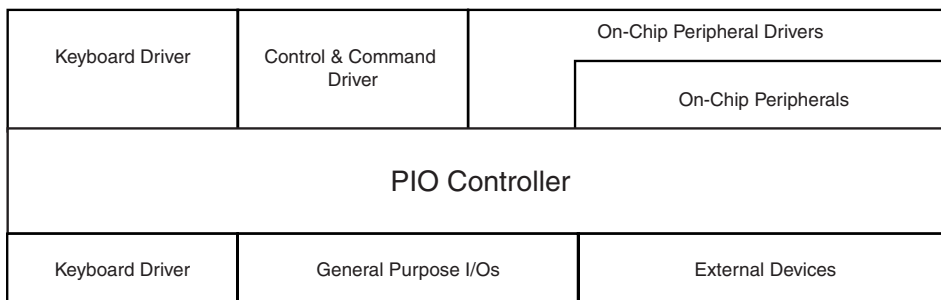 Keyboard Driver
Control & Command
Driver
On-Chip Peripheral Drivers
On-Chip Peripherals
PIO Controller
Keyboard Driver
General Purpose I/Os
External Devices